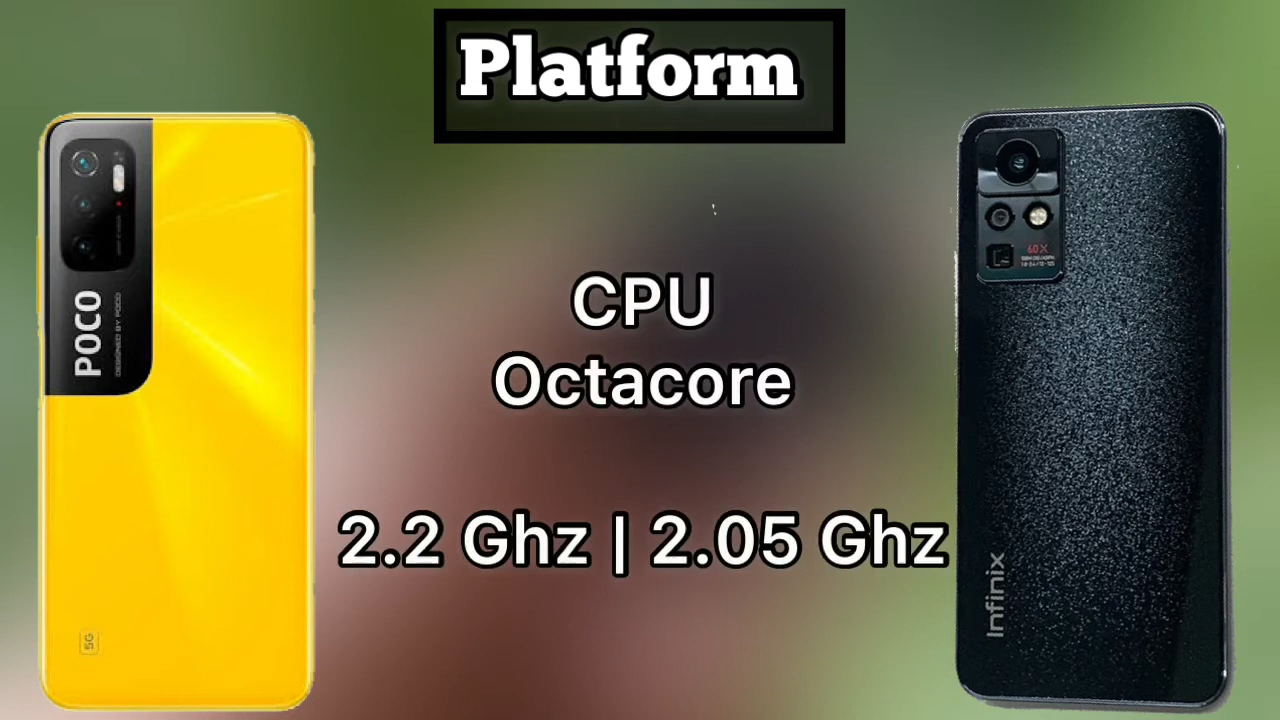 Platform
CPU
Octacore
2.2 Ghz | 2.05 Ghz
POCO
DESIGNED BY POCO
5G
60X
Infinix